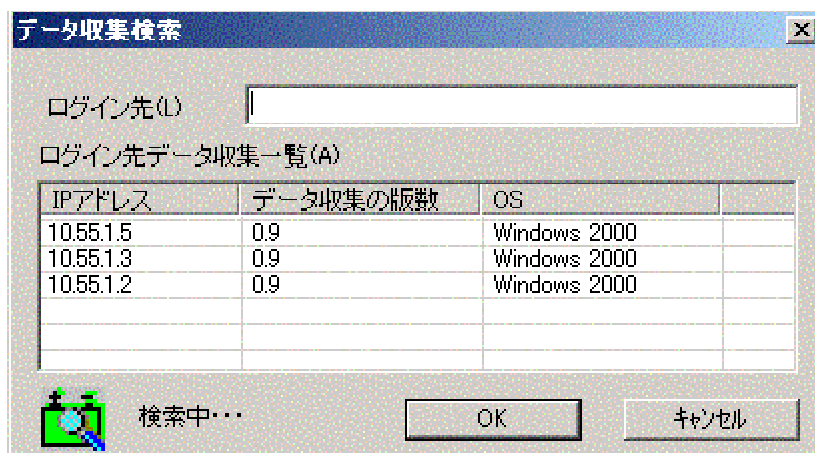 データ収集検索
ログイン先(L)
ログイン先データ収集一覧(A)
IPアドレス データ収集の版数 OS
10.55.1.5 0.9 Windows 2000
10.55.1.3 0.9 Windows 2000
10.55.1.2 0.9 Windows 2000
検索中・・・ OK キャンセル